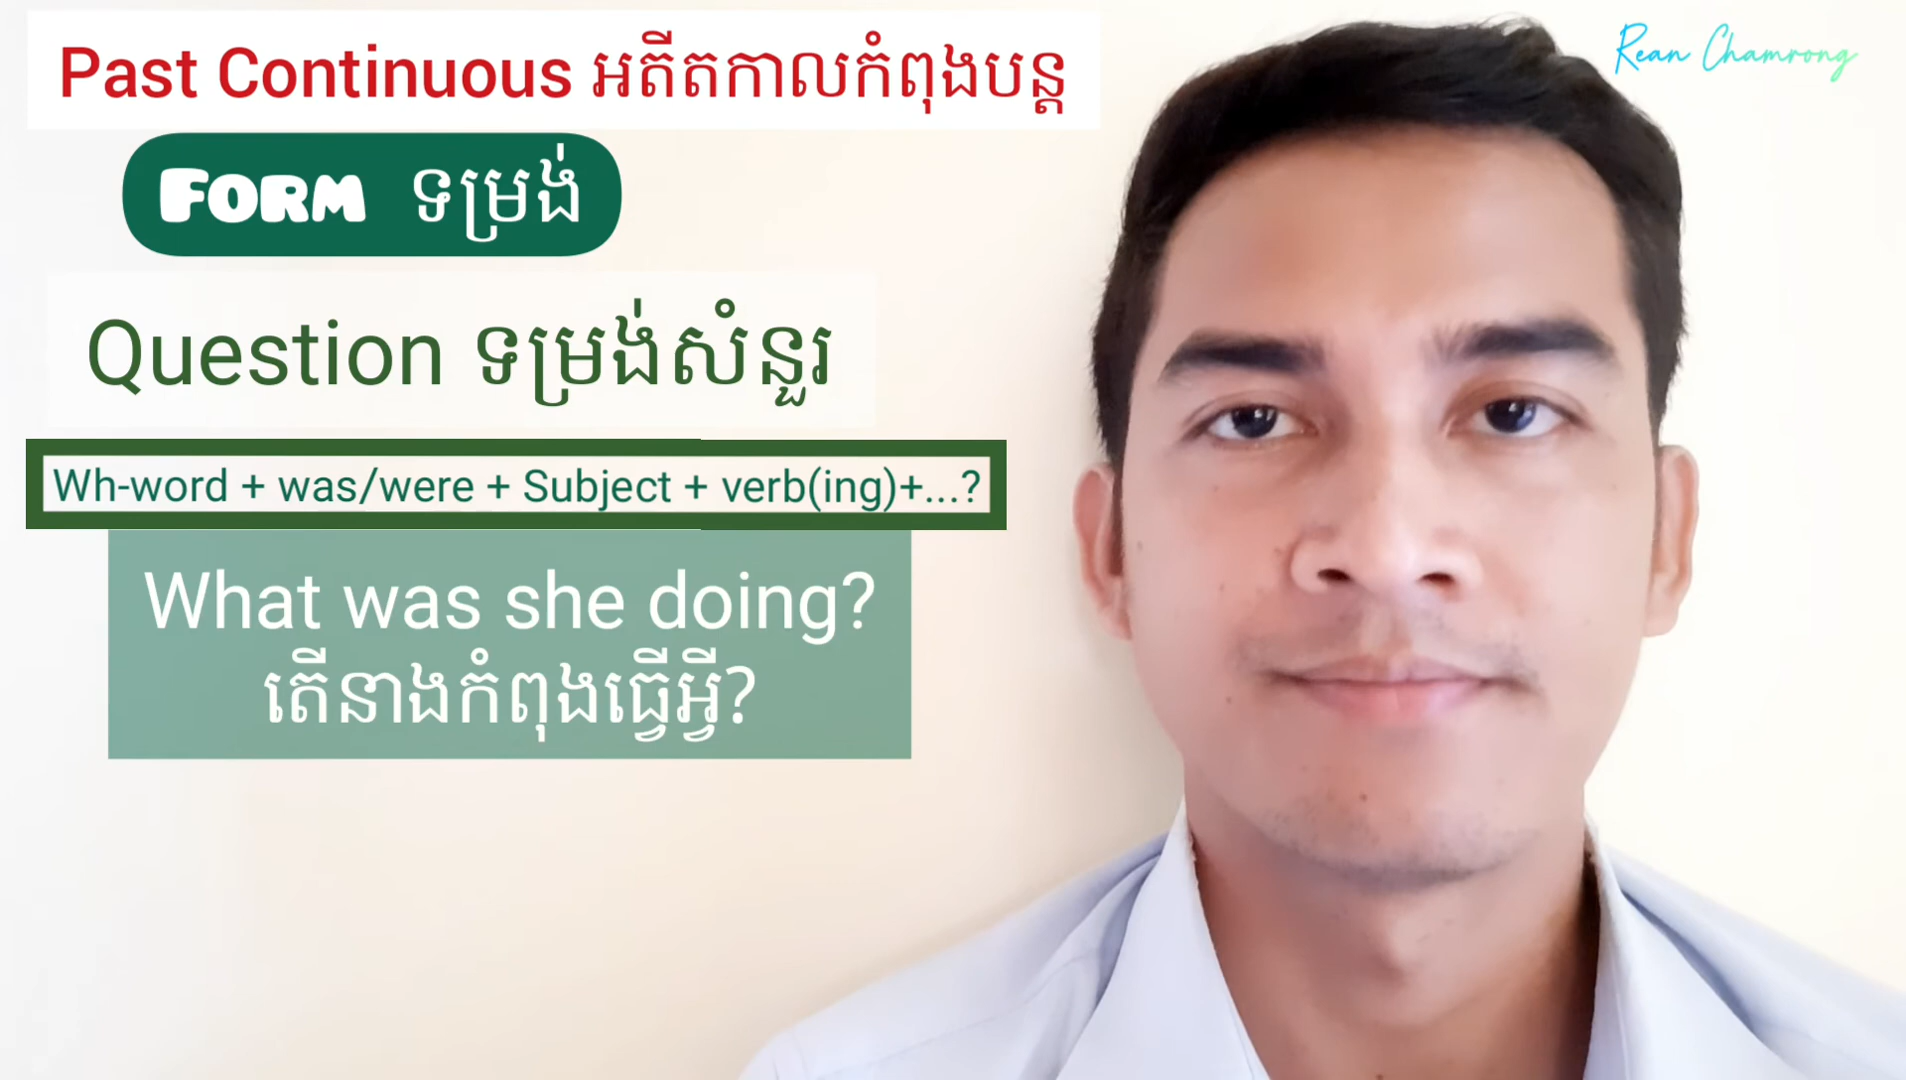 Past Continuous អតីតកាលកំពុងបន្ត
Rean Chamrong
FORM ទម្រង់
Question ទម្រង់សំនួរ
Wh-word + was/were + Subject + verb(ing)+...?
What was she doing?
តើនាងកំពុងធ្វើអ្វី?